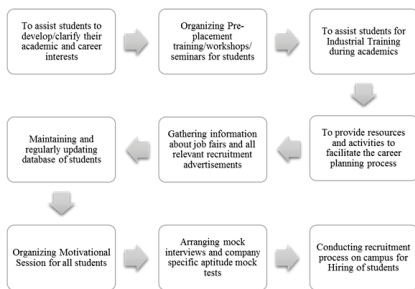 To assist students to
develop/clarify their
academic and career
interests
Organizing Pre-
placement
training/workshops/
seminars for students
To assist students for
Industrial Training
during academics
To provide resources
and activities to
facilitate the career
planning process
Gathering information
about job fairs and all
relevant recruitment
advertisements
Maintaining and
regularly updating
database of students
Organizing Motivational
Session for all students
Arranging mock
interviews and company
specific aptitude mock
tests
Conducting recruitment
process on campus for
Hiring of students